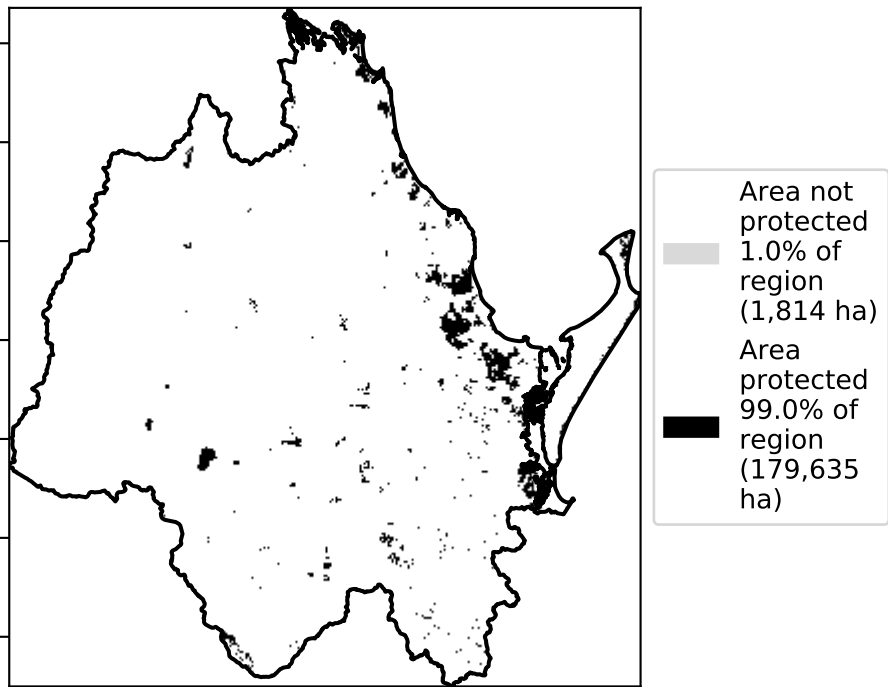 Area not
protected
1.0% of
region
(1,814 ha)
Area
protected
99.0% of
region
(179,635
ha)